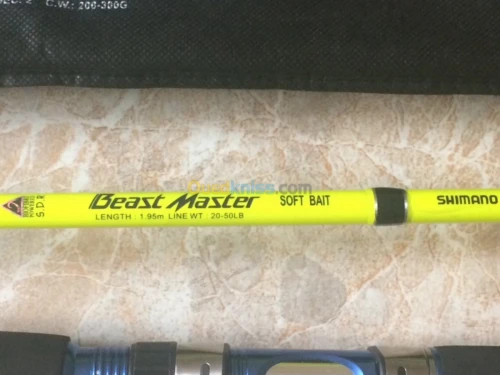 C.W.: 200-300G
Beast Master
SOFT BAIT
SHIMANO
LENGTH : 1.95m LINE WT : 20-50LB
S.D.R